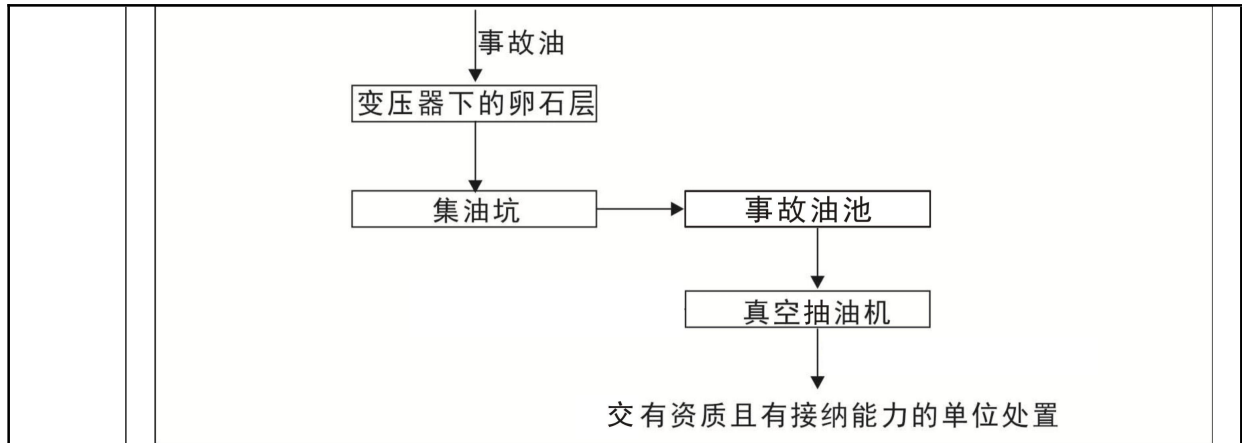 事故油
变压器下的卵石层
集油坑
事故油池
真空抽油机
交有资质且有接纳能力的单位处置